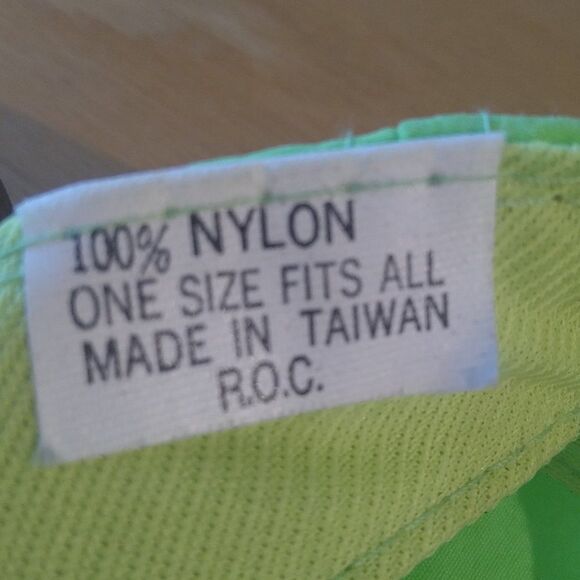 100% NYLON
ONE SIZE FITS ALL
MADE IN TAIWAN
R.O.C.